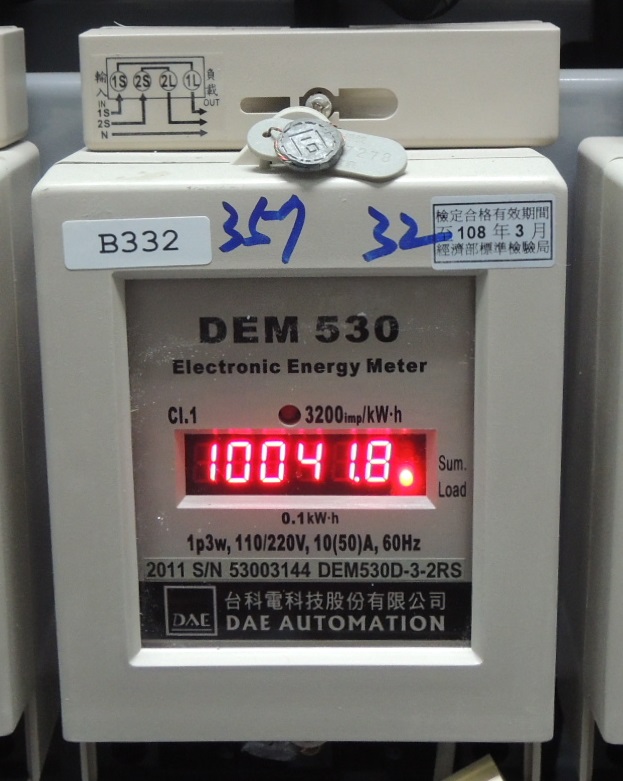 輸入 1S 2S 2L 1L 負載
IN OUT
1S
2S
N
B332
357 32
檢定合格有效期間
至 108 年 3 月
經濟部標準檢驗局
DEM 530
Electronic Energy Meter
Cl.1 3200imp/kW·h
10041.8
Sum.
Load
0.1kW·h
1p3w, 110/220V, 10(50)A, 60Hz
2011 S/N 53003144 DEM530D-3-2RS
DAE 台科電科技股份有限公司
DAE AUTOMATION